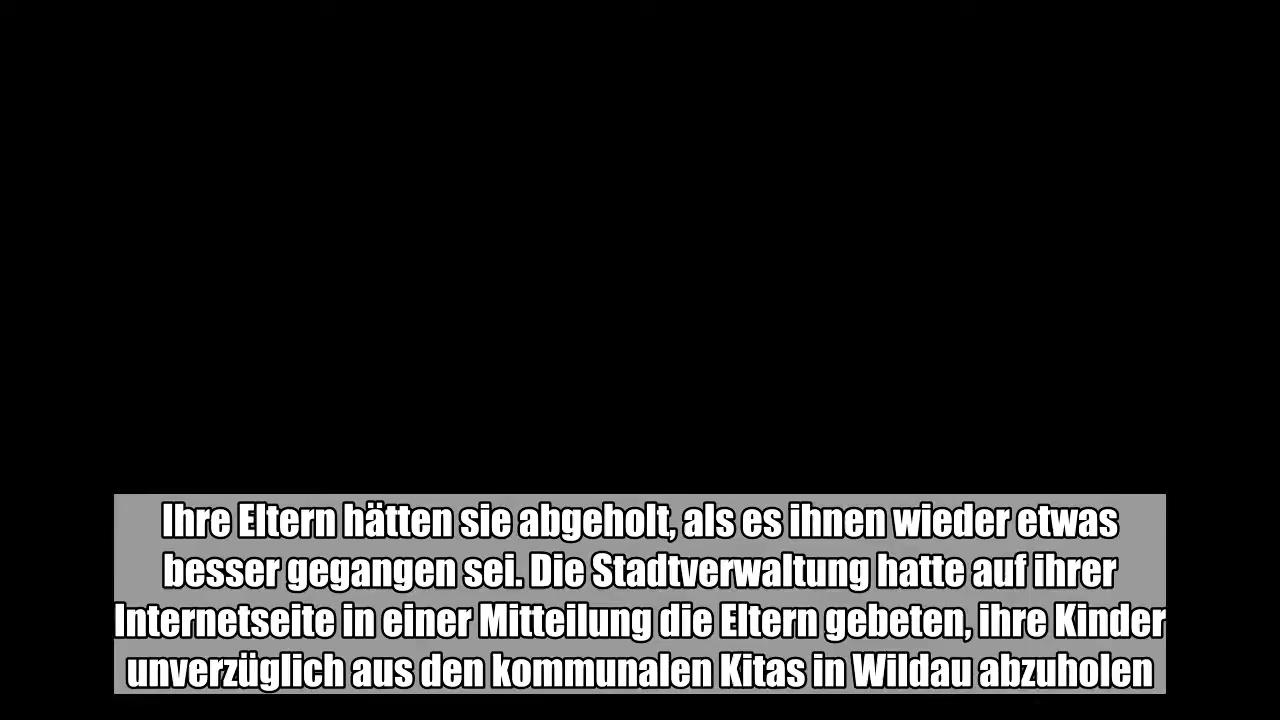 Ihre Eltern hätten sie abgeholt, als es ihnen wieder etwas
besser gegangen sei. Die Stadtverwaltung hatte auf ihrer
Internetseite in einer Mitteilung die Eltern gebeten, ihre Kinder
unverzüglich aus den kommunalen Kitas in Wildau abzuholen